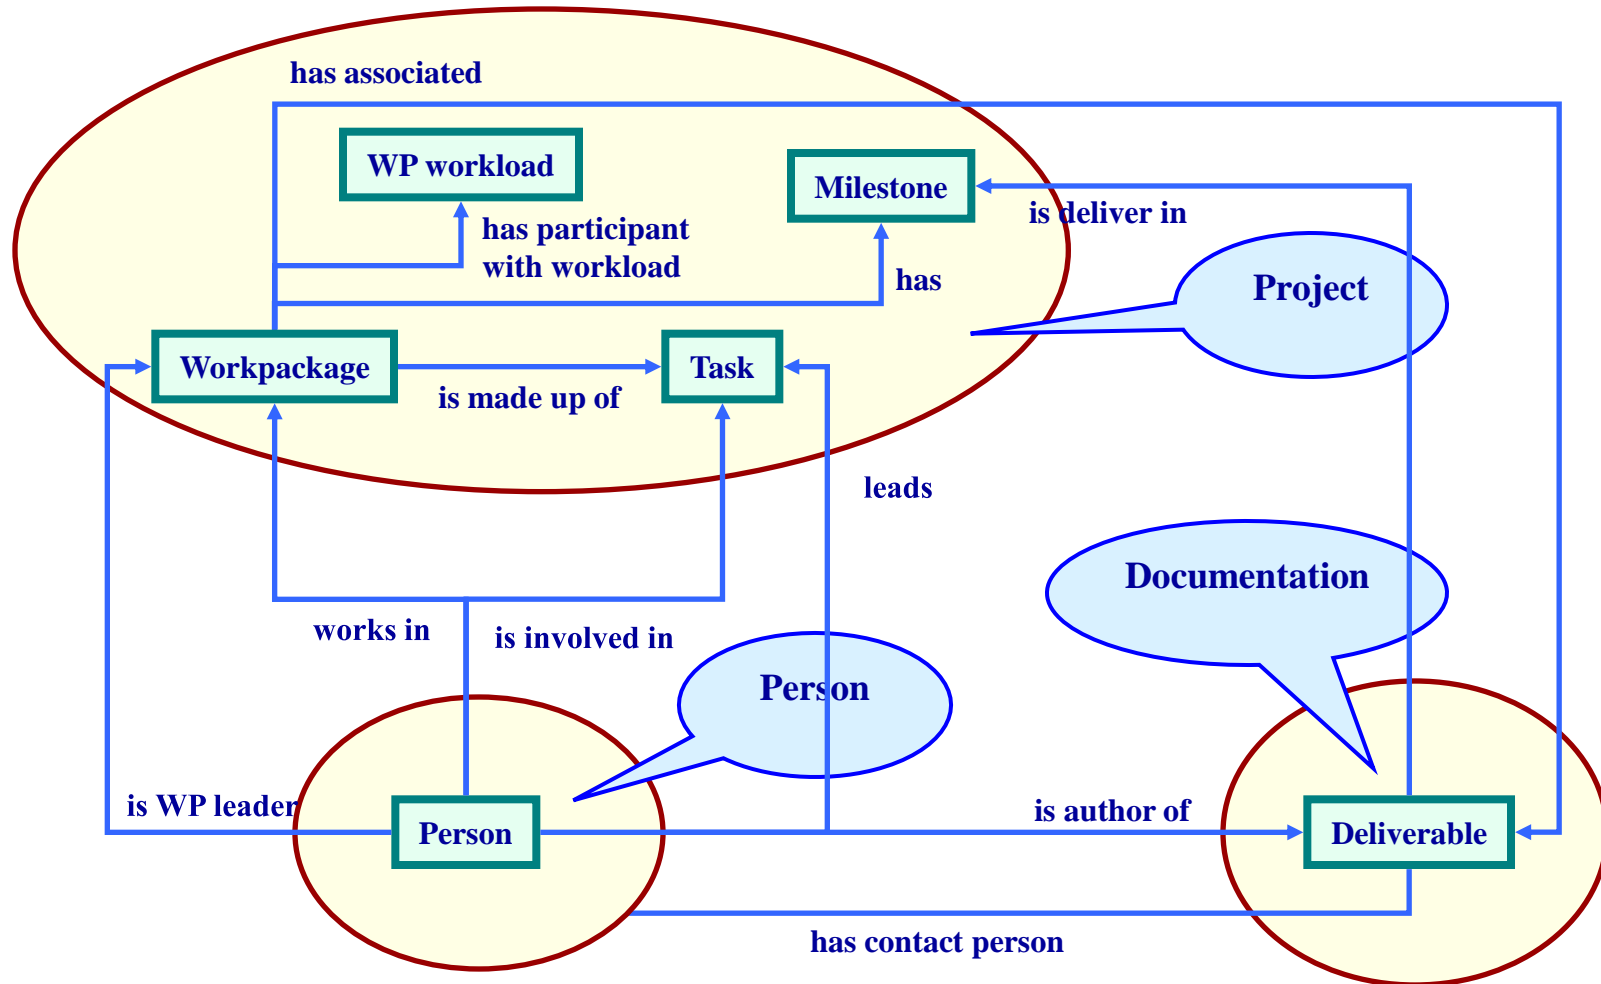 has associated
WP workload
Milestone
is deliver in
has participant
with workload
has
Project
Workpackage
Task
is made up of
leads
Documentation
works in
is involved in
Person
is WP leader
Person
is author of
Deliverable
has contact person